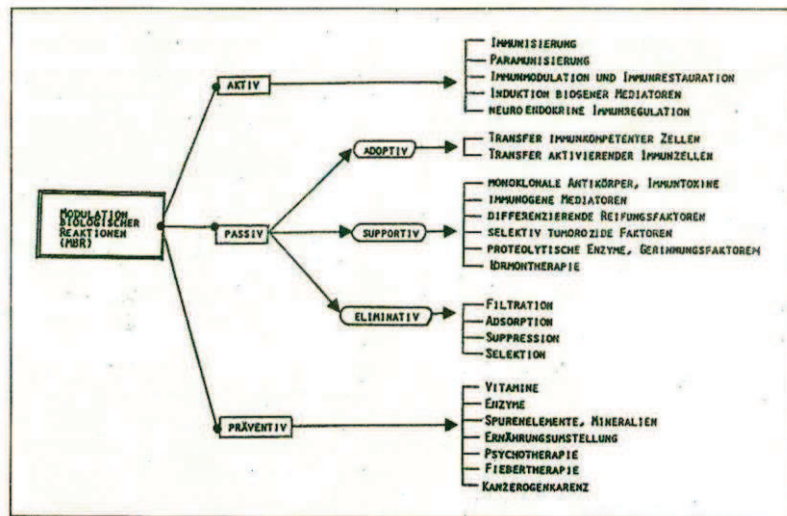 MODULATION
BIOLOGISCHER
REAKTIONEN
(MBR)
AKTIV
IMMUNISIERUNG
PARAMUNISIERUNG
IMMUNMODULATION UND IMMUNRESTAURATION
INDUKTION BIOGENER MEDIATOREN
NEUROENDOKRINE IMMUNREGULATION
PASSIV
ADOPTIV
TRANSFER IMMUNKOMPETENTER ZELLEN
TRANSFER AKTIVIERENDER IMMUNZELLEN
SUPPORTIV
MONOKLONALE ANTIKÖRPER, IMMUNTOXINE
IMMUNOGENE MEDIATOREN
DIFFERENZIERENDE REIFUNGSFAKTOREN
SELEKTIV TUMOROZIDE FAKTOREN
PROTEOLYTISCHE ENZYME, GERINNUNGSFAKTOREN
HORMONTHERAPIE
ELIMINATIV
FILTRATION
ADSORPTION
SUPPRESSION
SELEKTION
PRÄVENTIV
VITAMINE
ENZYME
SPURENELEMENTE, MINERALIEN
ERNÄHRUNGSUMSTELLUNG
PSYCHOTHERAPIE
FIEBERTHERAPIE
KANZEROGENKARENZ